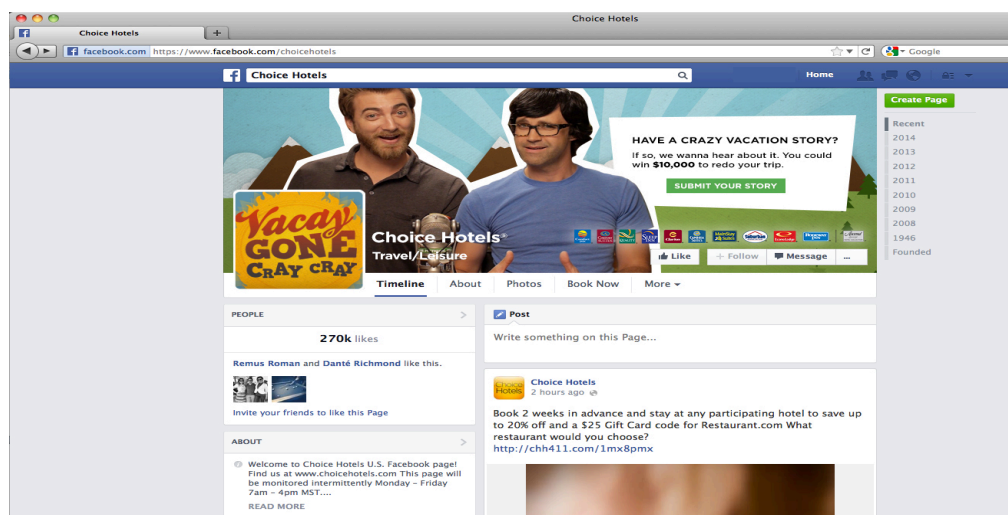 Choice Hotels
Choice Hotels
facebook.com https://www.facebook.com/choicehotels
Google
Choice Hotels
Home
Create Page
Recent
2014
2013
2012
2011
2010
2009
2008
1946
Founded
HAVE A CRAZY VACATION STORY?
If so, we wanna hear about it. You could
win $10,000 to redo your trip.
SUBMIT YOUR STORY
Vacay
GONE
CRAY CRAY
Choice Hotels®
Travel/Leisure
Like
+ Follow
Message
...
Timeline
About
Photos
Book Now
More
PEOPLE
270k likes
Remus Roman and Danté Richmond like this.
Invite your friends to like this Page
ABOUT
Welcome to Choice Hotels U.S. Facebook page!
Find us at www.choicehotels.com This page will
be monitored intermittently Monday – Friday
7am – 4pm MST....
READ MORE
Post
Write something on this Page...
Choice
Hotels
Choice Hotels
2 hours ago
Book 2 weeks in advance and stay at any participating hotel to save up
to 20% off and a $25 Gift Card code for Restaurant.com What
restaurant would you choose?
http://chh411.com/1mx8pmx